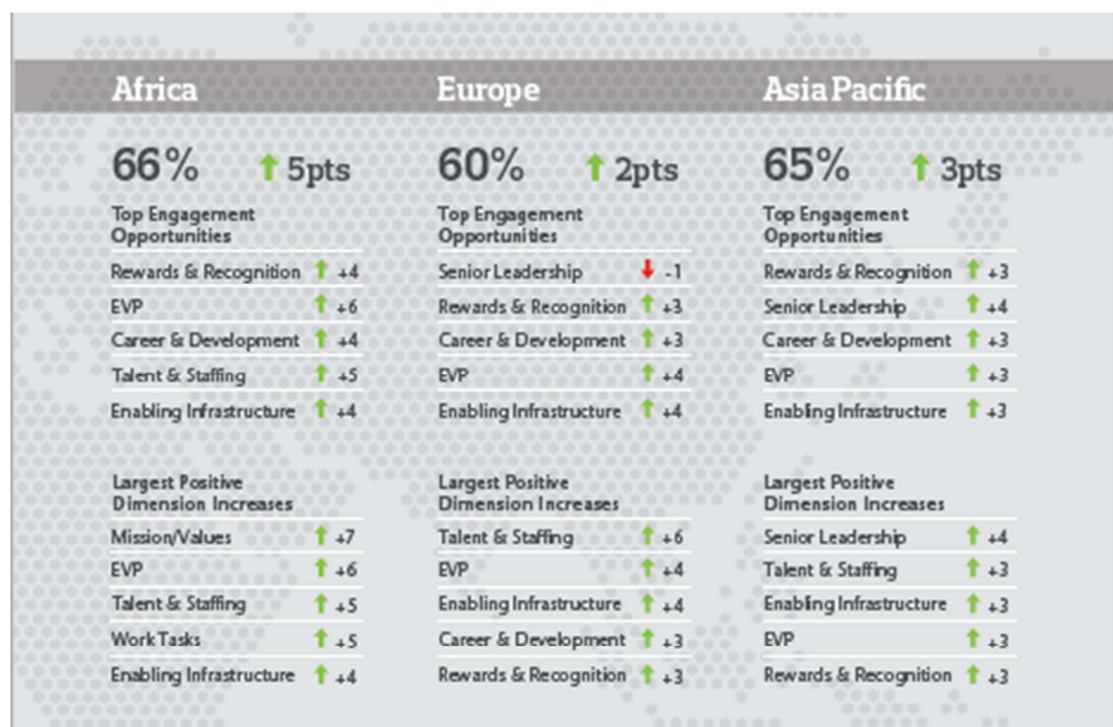 Africa
66% 5pts
Top Engagement
Opportunities
Rewards & Recognition +4
EVP +6
Career & Development +4
Talent & Staffing +5
Enabling Infrastructure +4
Largest Positive
Dimension Increases
Mission/Values +7
EVP +6
Talent & Staffing +5
Work Tasks +5
Enabling Infrastructure +4
Europe
60% 2pts
Top Engagement
Opportunities
Senior Leadership -1
Rewards & Recognition +3
Career & Development +3
EVP +4
Enabling Infrastructure +4
Largest Positive
Dimension Increases
Talent & Staffing +6
EVP +4
Enabling Infrastructure +4
Career & Development +3
Rewards & Recognition +3
Asia Pacific
65% 3pts
Top Engagement
Opportunities
Rewards & Recognition +3
Senior Leadership +4
Career & Development +3
EVP +3
Enabling Infrastructure +3
Largest Positive
Dimension Increases
Senior Leadership +4
Talent & Staffing +3
Enabling Infrastructure +3
EVP +3
Rewards & Recognition +3